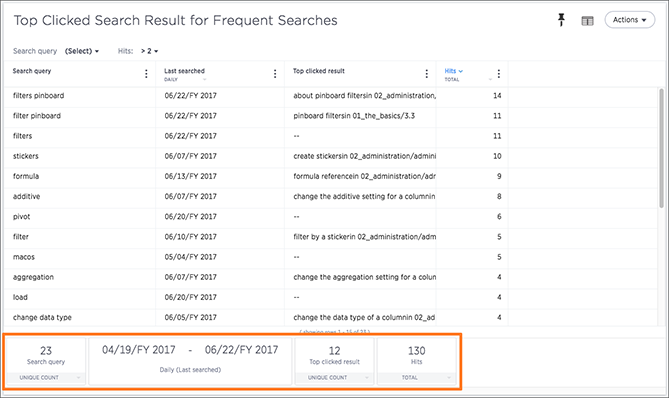 Top Clicked Search Result for Frequent Searches
Actions
Search query (Select) Hits: > 2
Search query Last searched Top clicked result Hits
DAILY TOTAL
filters pinboard 06/22/FY 2017 about pinboard filtersin 02_administration, 14
filter pinboard 06/22/FY 2017 pinboard filtersin 01_the_basics/3.3 11
filters 06/22/FY 2017 -- 11
stickers 06/07/FY 2017 create stickersin 02_administration/admini 10
formula 06/13/FY 2017 formula referencein 02_administration/adr 9
additive 06/07/FY 2017 change the additive setting for a columnin 8
pivot 06/20/FY 2017 -- 6
filter 06/10/FY 2017 filter by a stickerin 02_administration/adm 5
macos 05/04/FY 2017 -- 5
aggregation 06/07/FY 2017 change the aggregation setting for a colun 4
load 06/20/FY 2017 -- 4
change data type 06/05/FY 2017 change the data type of a columnin 02_ad 4
( showing rows 1 - 15 of 23 )
23 04/19/FY 2017 - 06/22/FY 2017 12 130
Search query Daily (Last searched) Top clicked result Hits
UNIQUE COUNT UNIQUE COUNT TOTAL